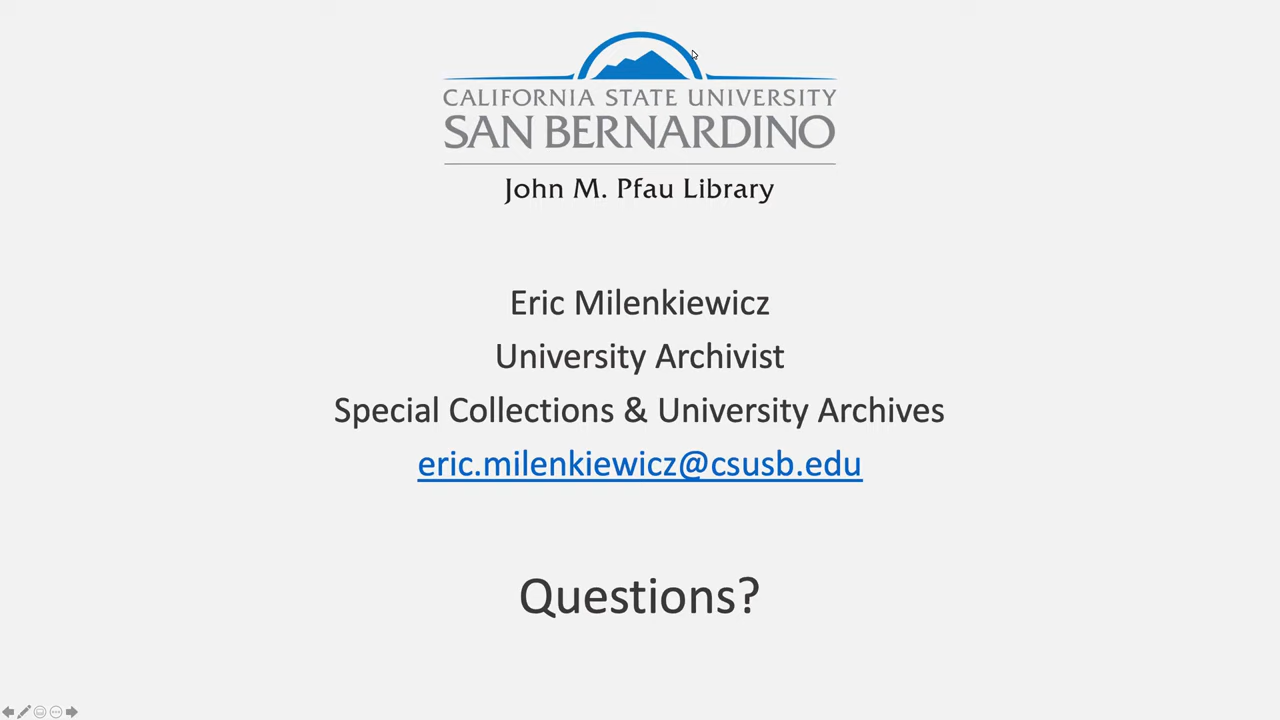 CALIFORNIA STATE UNIVERSITY
SAN BERNARDINO
John M. Pfau Library
Eric Milenkiewicz
University Archivist
Special Collections & University Archives
eric.milenkiewicz@csusb.edu
Questions?